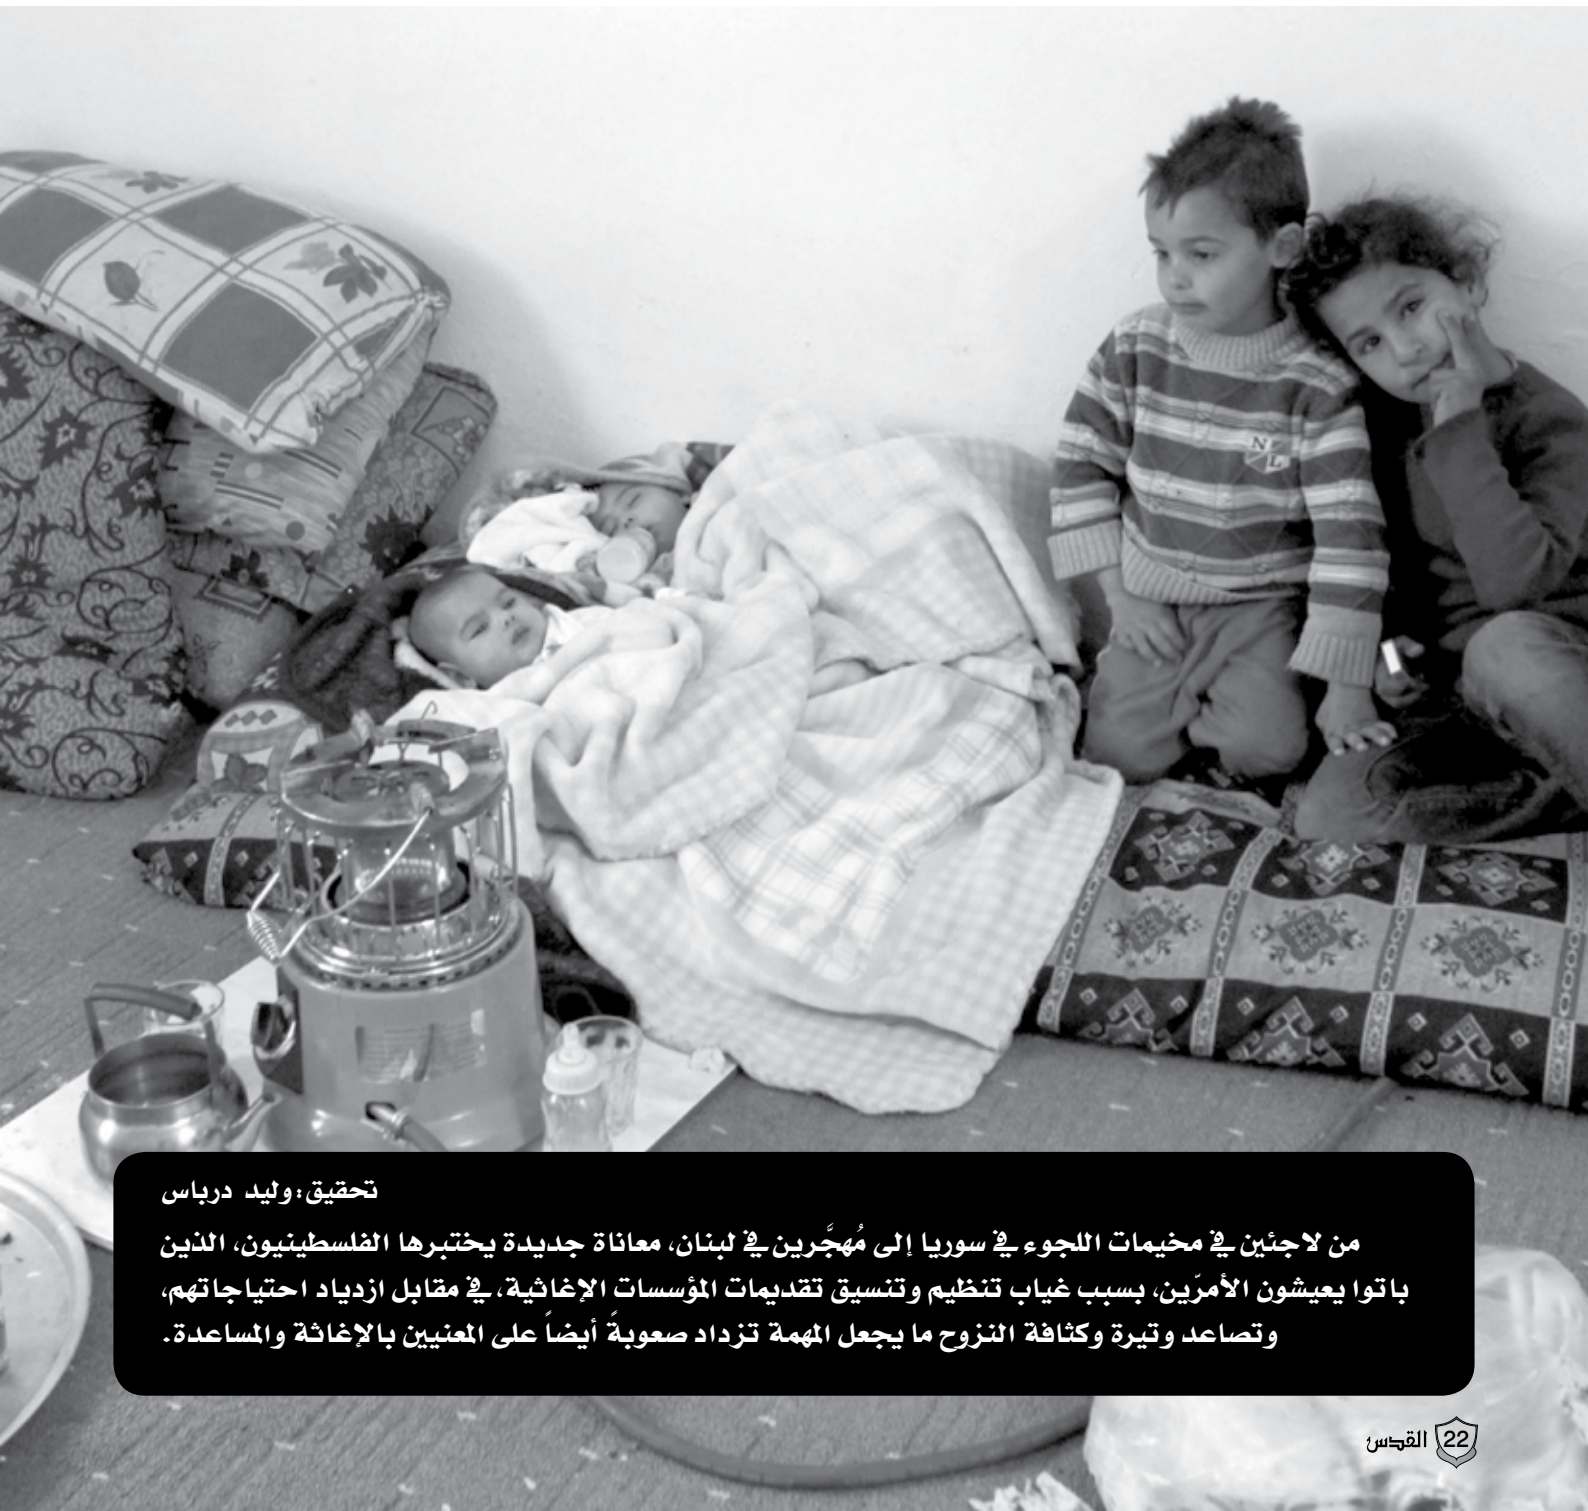 N
L
تحقيق: وليد درباس
من لاجئين في مخيمات اللجوء في سوريا إلى مُهجَّرين في لبنان، معاناة جديدة يختبرها الفلسطينيون، الذين
باتوا يعيشون الأمرّين، بسبب غياب تنظيم وتنسيق تقديمات المؤسسات الإغاثية، في مقابل ازدياد احتياجاتهم،
وتصاعد وتيرة وكثافة النزوح ما يجعل المهمة تزداد صعوبةً أيضاً على المعنيين بالإغاثة والمساعدة.
22 القدس